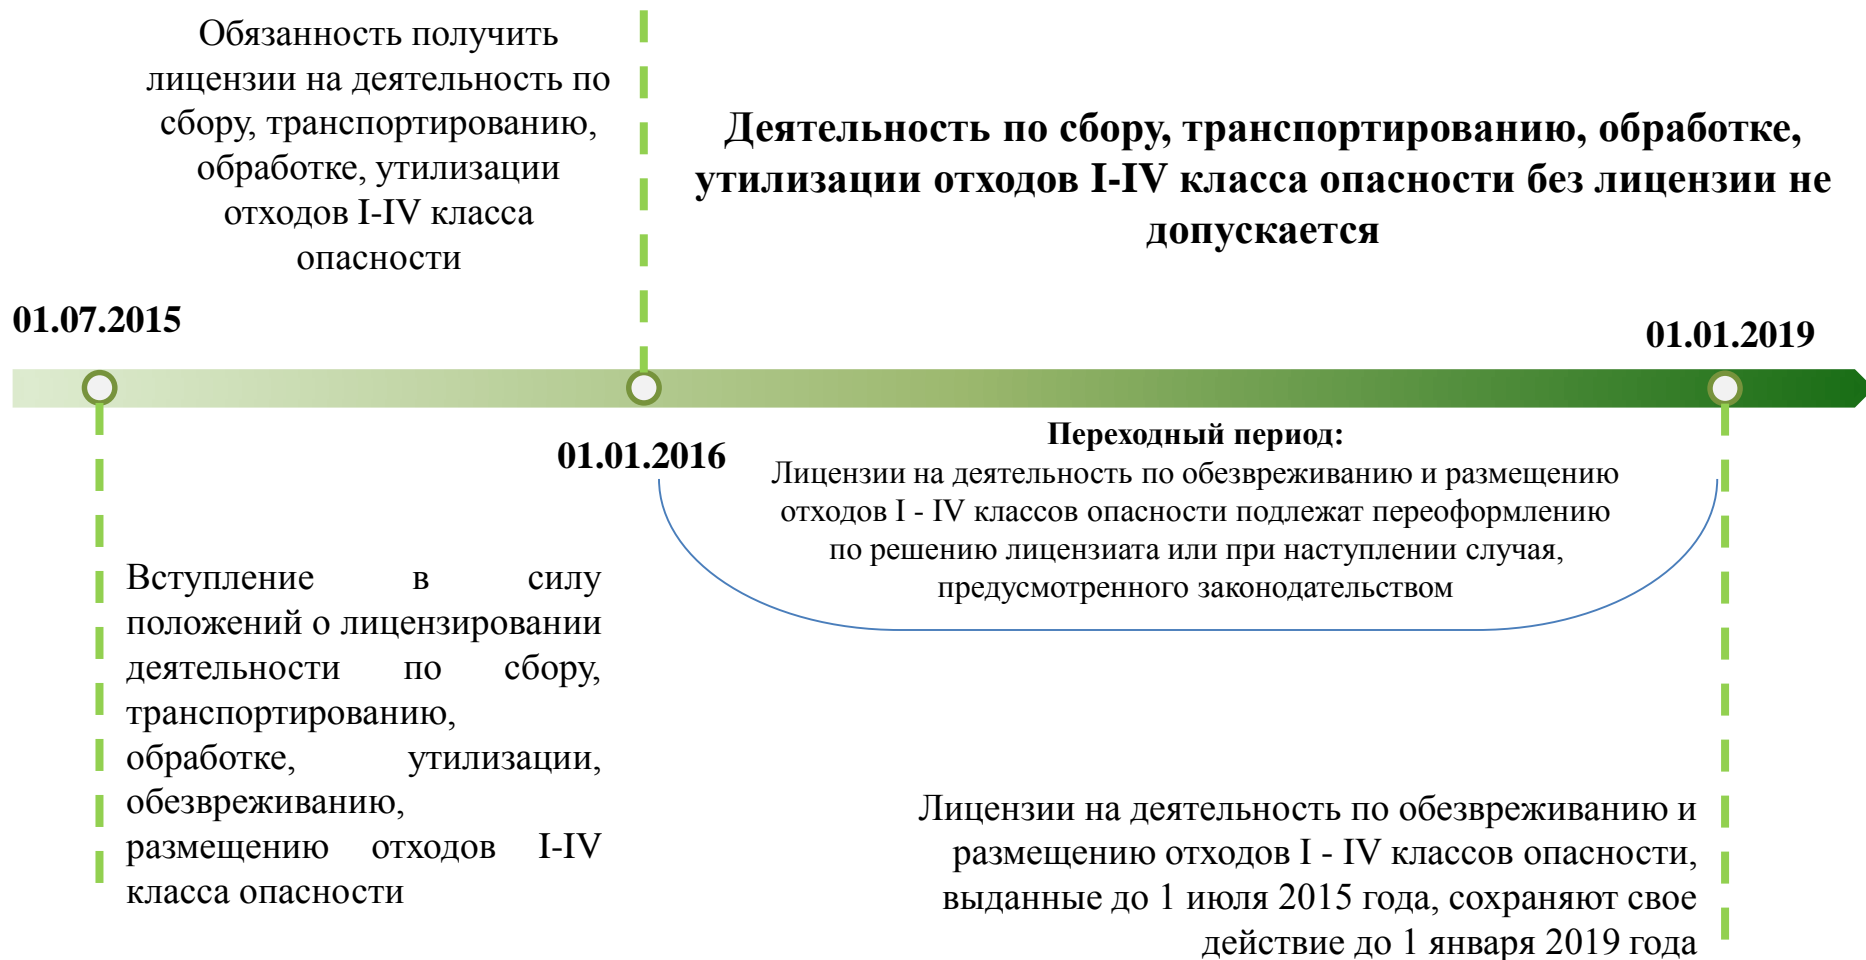 Обязанность получить
лицензии на деятельность по
сбору, транспортированию,
обработке, утилизации
отходов I-IV класса
опасности
Деятельность по сбору, транспортированию, обработке,
утилизации отходов I-IV класса опасности без лицензии не
допускается
01.07.2015
01.01.2019
01.01.2016
Переходный период:
Лицензии на деятельность по обезвреживанию и размещению
отходов I - IV классов опасности подлежат переоформлению
по решению лицензиата или при наступлении случая,
предусмотренного законодательством
Вступление в силу
положений о лицензировании
деятельности по сбору,
транспортированию,
обработке, утилизации,
обезвреживанию,
размещению отходов I-IV
класса опасности
Лицензии на деятельность по обезвреживанию и
размещению отходов I - IV классов опасности,
выданные до 1 июля 2015 года, сохраняют свое
действие до 1 января 2019 года